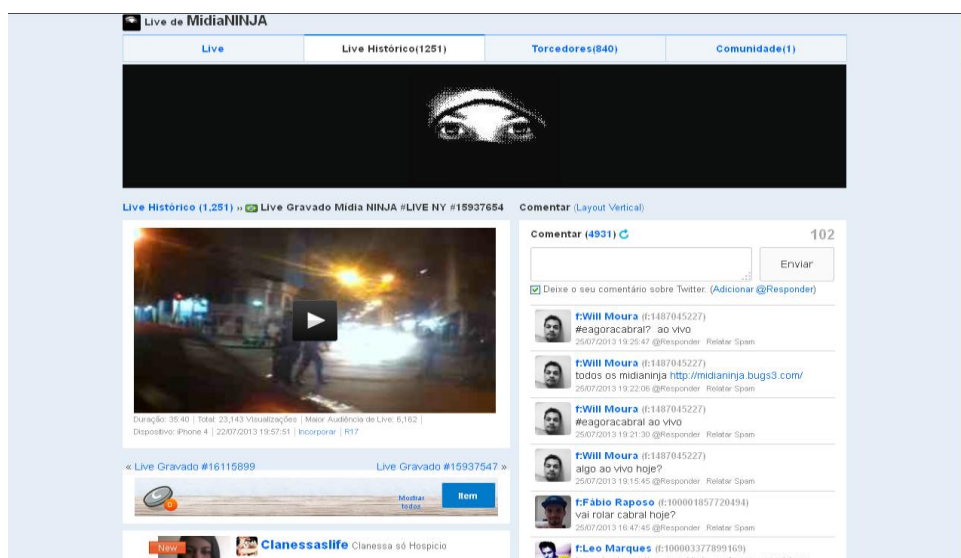 Live de MidiaNINJA
Live
Live Histórico(1251)
Torcedores(840)
Comunidade(1)
Live Histórico (1,251) » Live Gravado Mídia NINJA #LIVE NY #15937654
Comentar (Layout Vertical)
Comentar (4931)
102
Enviar
Deixe o seu comentário sobre Twitter. (Adicionar @Responder)
f:Will Moura (f:1487045227)
#eagoracabral? ao vivo
25/07/2013 19:25:47 @Responder Relatar Spam
f:Will Moura (f:1487045227)
todos os midianinja http://midianinja.bugs3.com/
25/07/2013 19:22:06 @Responder Relatar Spam
f:Will Moura (f:1487045227)
#eagoracabral ao vivo
25/07/2013 19:21:30 @Responder Relatar Spam
f:Will Moura (f:1487045227)
algo ao vivo hoje?
25/07/2013 19:15:45 @Responder Relatar Spam
f:Fábio Raposo (f:100001857720494)
vai rolar cabral hoje?
25/07/2013 16:47:45 @Responder Relatar Spam
f:Leo Marques (f:100003377899169)
Duração: 35:40 | Total: 23,143 Visualizações | Maior Audiência de Live: 6,162 |
Dispositivo: iPhone 4 | 22/07/2013 19:57:51 | Incorporar | R17
« Live Gravado #16115899
Live Gravado #15937547 »
0
Mostrar
todos
Item
New
Clanessaslife Clanessa só Hospicio